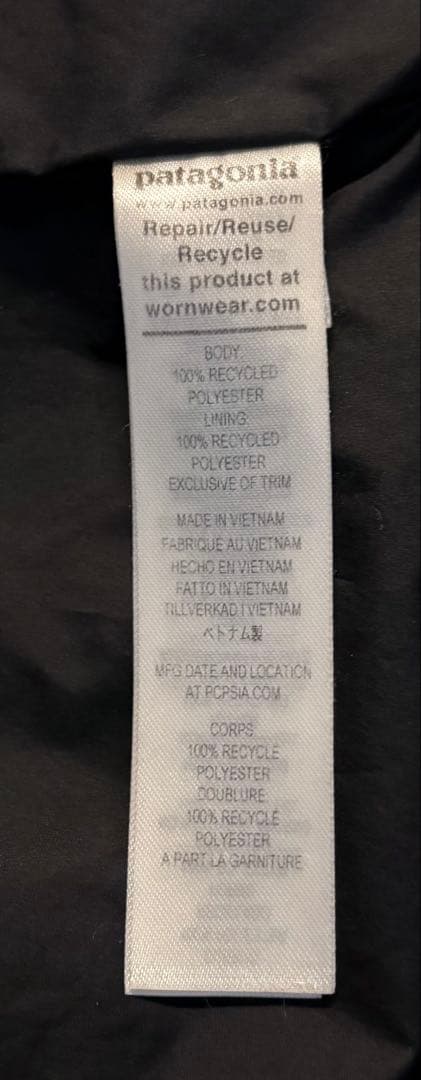 patagonia
www.patagonia.com
Repair/Reuse/
Recycle
this product at
wornwear.com
BODY:
100% RECYCLED
POLYESTER
LINING:
100% RECYCLED
POLYESTER
EXCLUSIVE OF TRIM
MADE IN VIETNAM
FABRIQUÉ AU VIETNAM
HECHO EN VIETNAM
FATTO IN VIETNAM
TILLVERKAD I VIETNAM
ベトナム製
MFG DATE AND LOCATION
AT PCPSIA.COM
CORPS:
100% RECYCLÉ
POLYESTER
DOUBLURE:
100% RECYCLÉ
POLYESTER
À PART LA GARNITURE